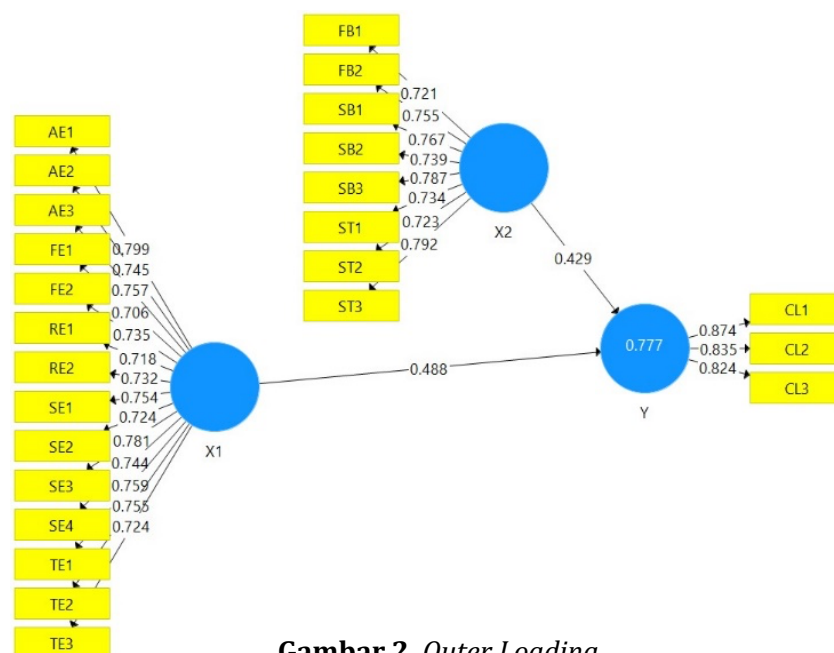 FB1
FB2
SB1
SB2
SB3
ST1
ST2
ST3
0.721
0.755
0.767
0.739
0.787
0.734
0.723
0.792
X2
0.429
AE1
AE2
AE3
FE1
FE2
RE1
RE2
SE1
SE2
SE3
SE4
TE1
TE2
TE3
0.799
0.745
0.757
0.706
0.735
0.718
0.732
0.754
0.724
0.781
0.744
0.759
0.755
0.724
X1
0.488
0.777
Y
0.874
0.835
0.824
CL1
CL2
CL3
Gambar 2. Outer Loading